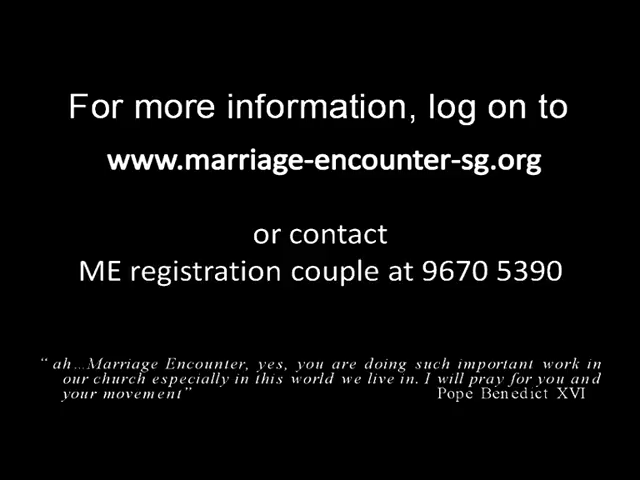 For more information, log on to
www.marriage-encounter-sg.org
or contact
ME registration couple at 9670 5390
“ ah…Marriage Encounter, yes, you are doing such important work in
our church especially in this world we live in. I will pray for you and
your movement” Pope Benedict XVI